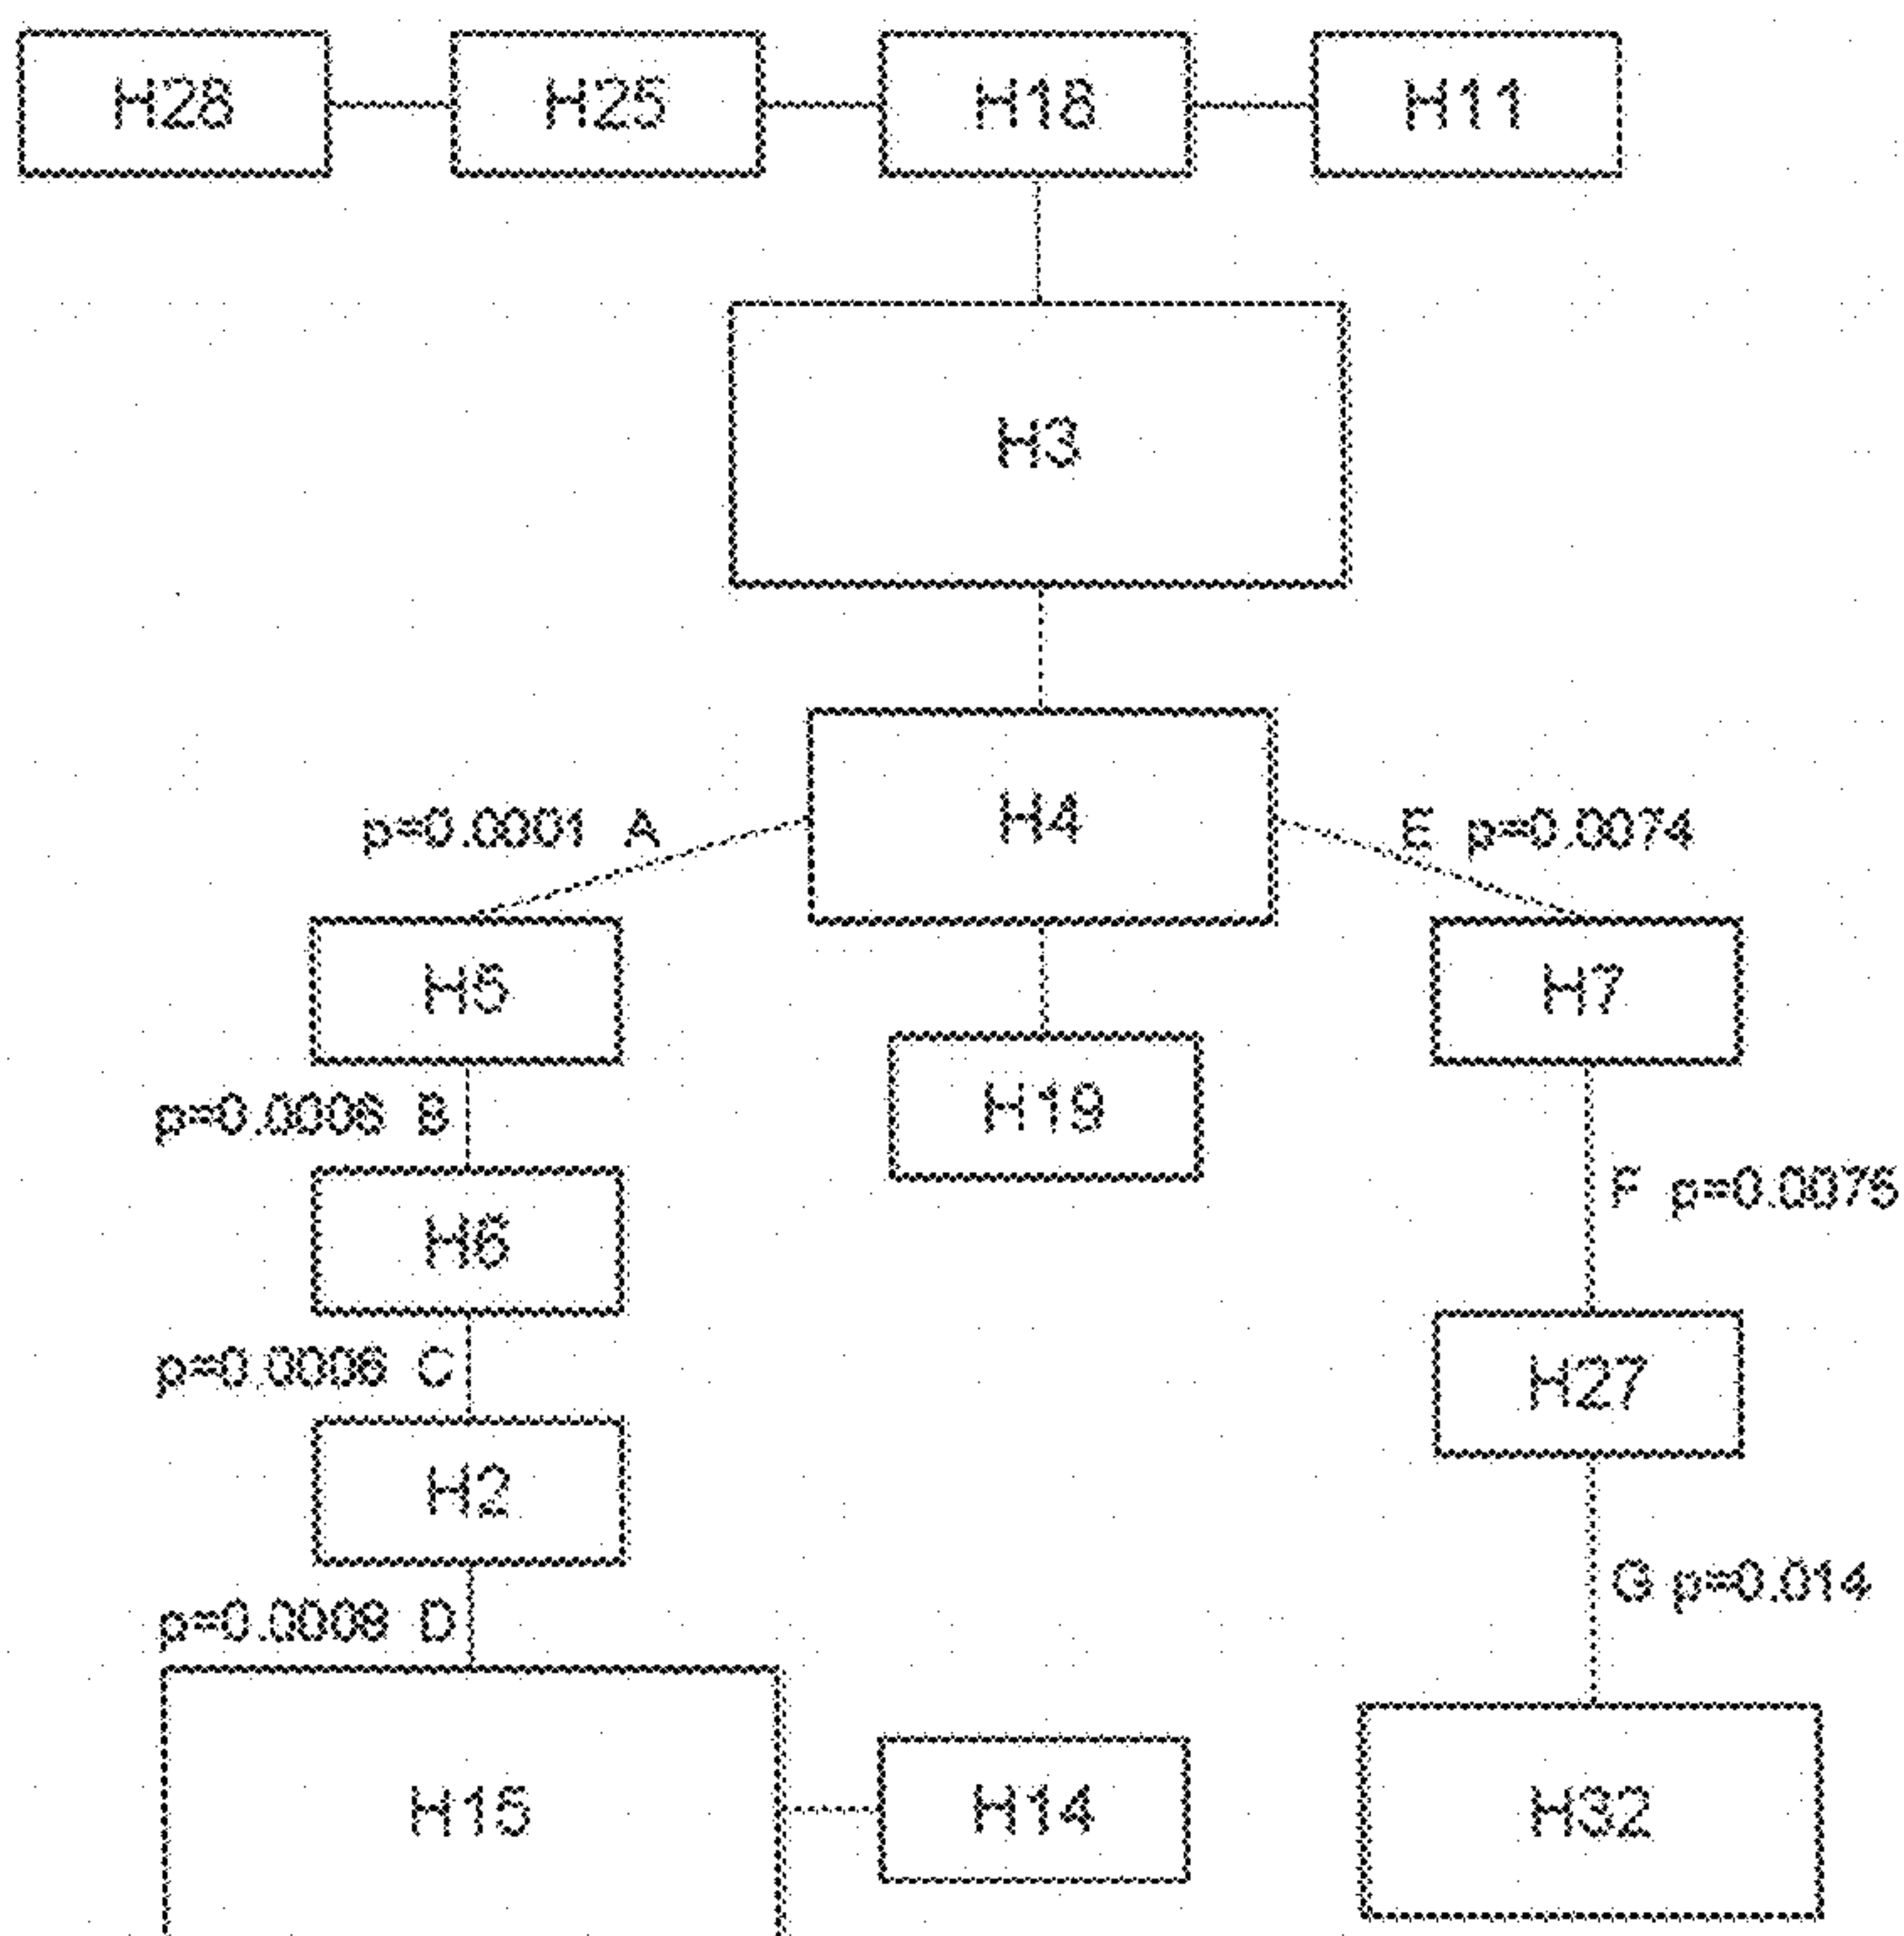 H28 H25 H18 H11
H3
H4
p=0.0001 A
E p=0.0074
H5
H7
p=0.0006 B
H19
F p=0.0075
H6
p=0.0006 C
H27
H2
G p=0.014
p=0.0009 D
H15
H14
H32